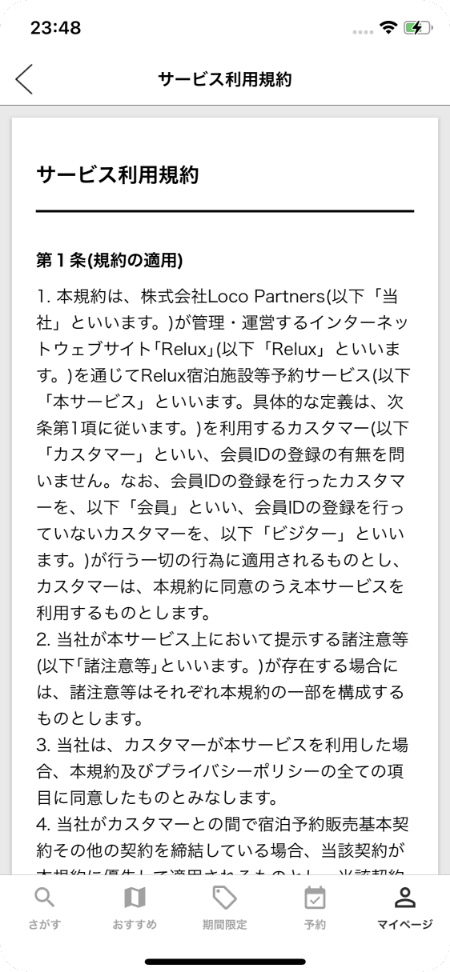 23:48
サービス利用規約
サービス利用規約
第1条(規約の適用)
1. 本規約は、株式会社Loco Partners(以下「当
社」といいます。)が管理・運営するインターネッ
トウェブサイト「Relux」(以下「Relux」といいま
す。)を通じてRelux宿泊施設等予約サービス(以下
「本サービス」といいます。具体的な定義は、次
条第1項に従います。)を利用するカスタマー(以下
「カスタマー」といい、会員IDの登録の有無を問
いません。なお、会員IDの登録を行ったカスタマ
ーを、以下「会員」といい、会員IDの登録を行っ
ていないカスタマーを、以下「ビジター」といい
ます。)が行う一切の行為に適用されるものとし、
カスタマーは、本規約に同意のうえ本サービスを
利用するものとします。
2. 当社が本サービス上において提示する諸注意等
(以下「諸注意等」といいます。)が存在する場合に
は、諸注意等はそれぞれ本規約の一部を構成する
ものとします。
3. 当社は、カスタマーが本サービスを利用した場
合、本規約及びプライバシーポリシーの全ての項
目に同意したものとみなします。
4. 当社がカスタマーとの間で宿泊予約販売基本契
約その他の契約を締結している場合、当該契約が
本規約に優先して適用されるものとし、当該契約
さがす
おすすめ
期間限定
予約
マイページ